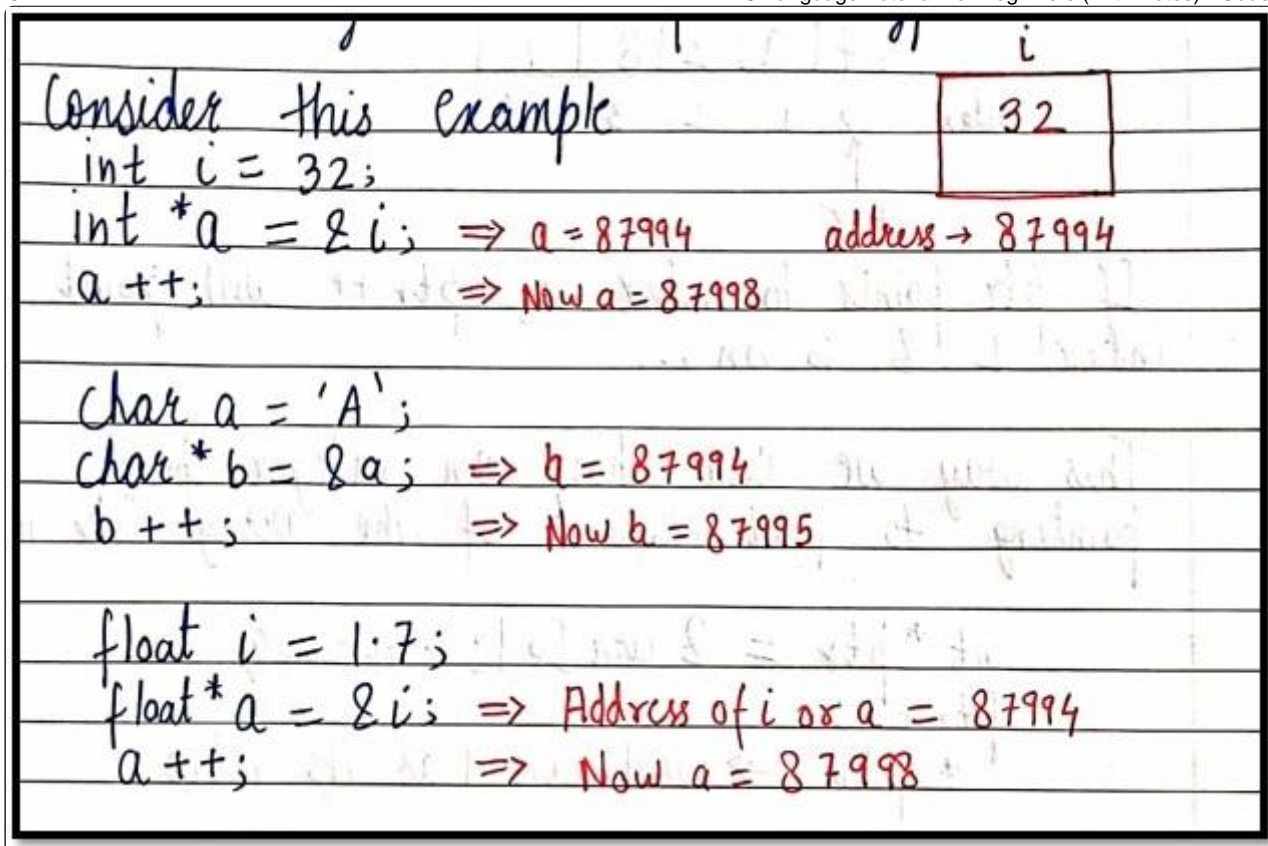 i
Consider this example
32
int i = 32;
int *a = &i; ⇒ a = 87994 address → 87994
a++; ⇒ Now a = 87998
char a = 'A';
char* b = &a; ⇒ b = 87994
b++; ⇒ Now b = 87995
float i = 1.7;
float* a = &i; ⇒ Address of i or a = 87994
a++; ⇒ Now a = 87998